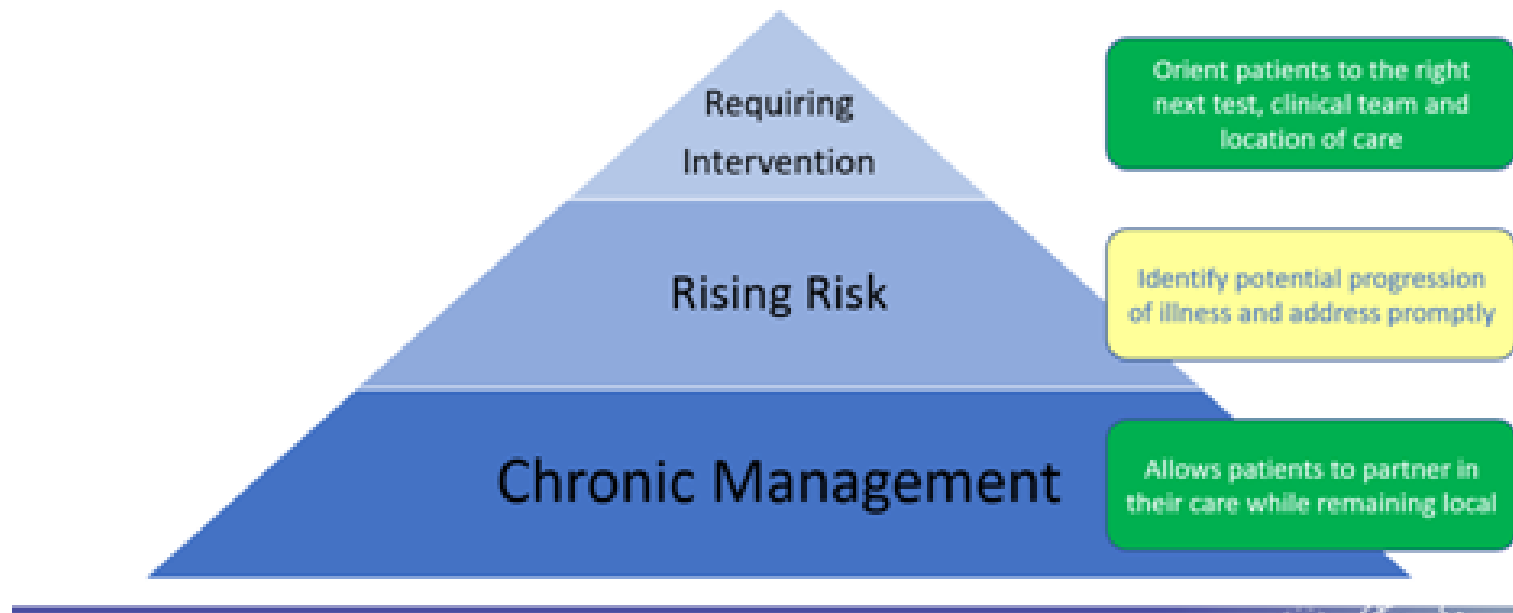 Requiring
Intervention
Orient patients to the right
next test, clinical team and
location of care
Rising Risk
Identify potential progression
of illness and address promptly
Chronic Management
Allows patients to partner in
their care while remaining local